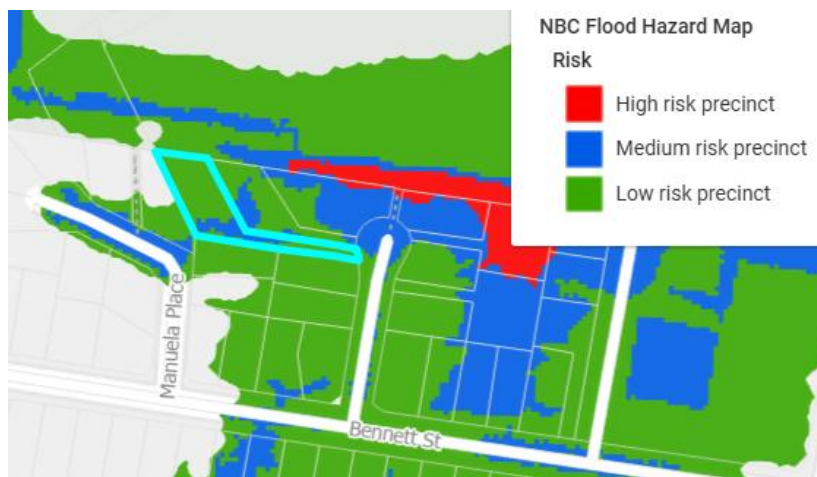 NBC Flood Hazard Map
Risk
High risk precinct
Medium risk precinct
Low risk precinct
Manuela Place
Bennett St